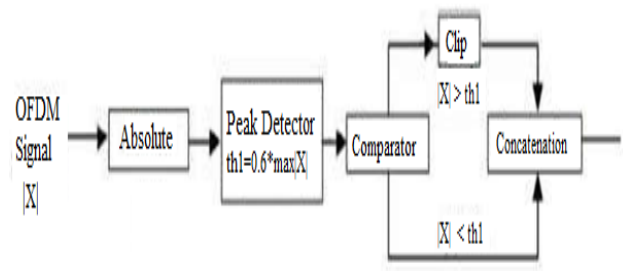 OFDM
Signal
|X|
Absolute
Peak Detector
th1=0.6*max|X|
Comparator
Clip
|X| > th1
Concatenation
|X| < th1